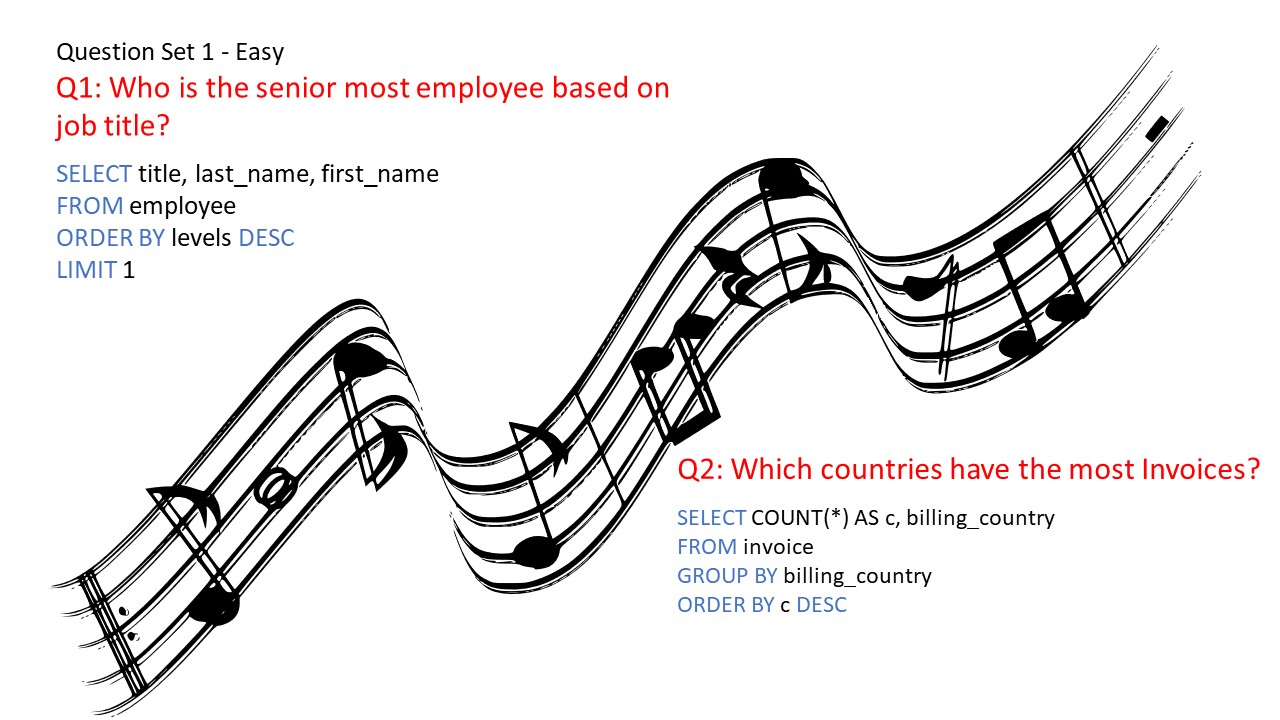 Question Set 1 - Easy
Q1: Who is the senior most employee based on
job title?
SELECT title, last_name, first_name
FROM employee
ORDER BY levels DESC
LIMIT 1
Q2: Which countries have the most Invoices?
SELECT COUNT(*) AS c, billing_country
FROM invoice
GROUP BY billing_country
ORDER BY c DESC